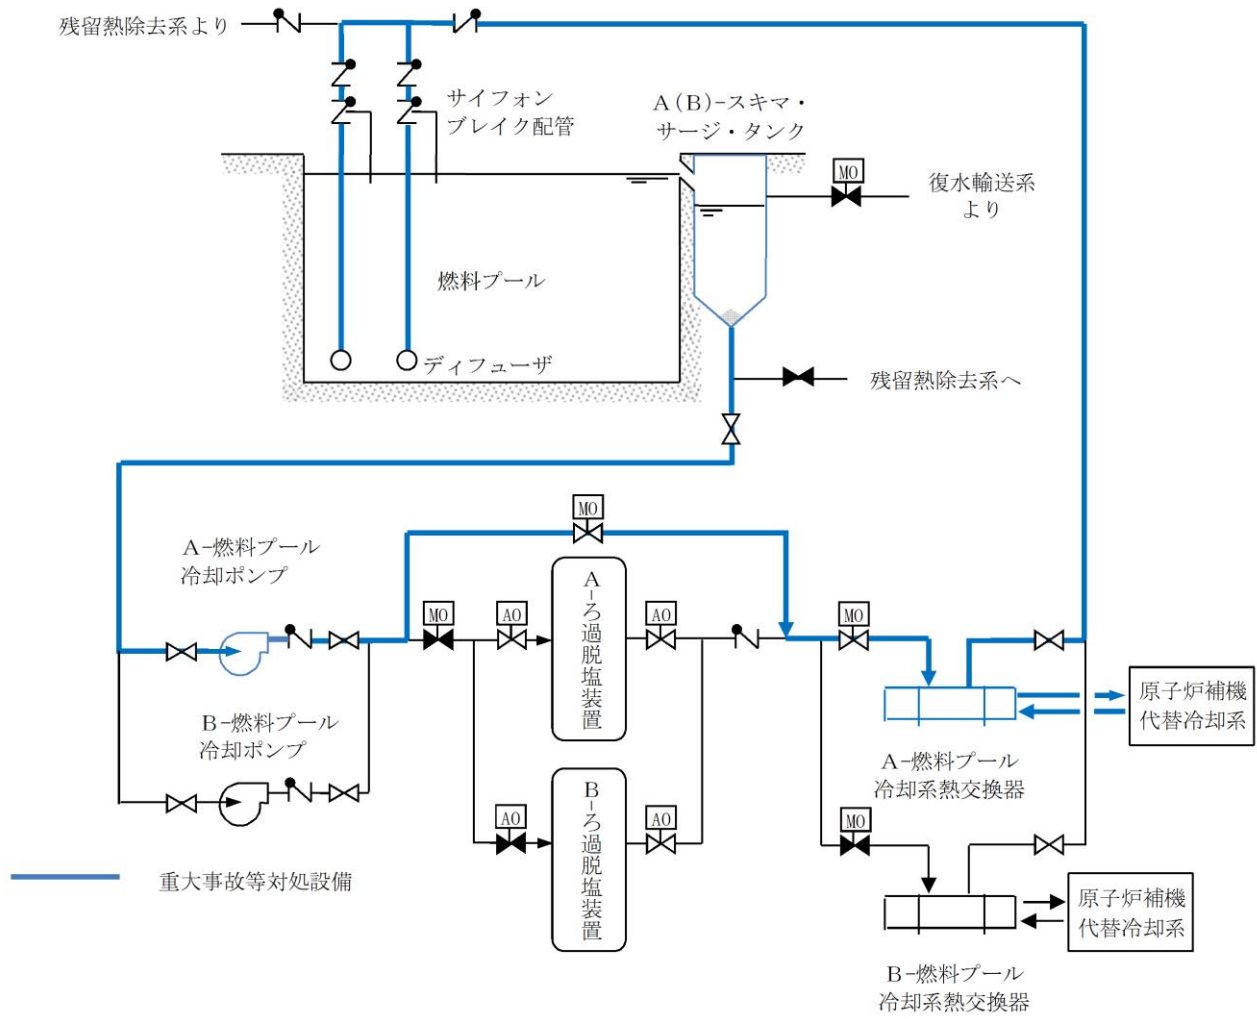 残留熱除去系より
サイフォン
ブレイク配管
A(B)-スキマ・
サージ・タンク
MO
復水輸送系
より
燃料プール
ディフューザ
残留熱除去系へ
MO
A-燃料プール
冷却ポンプ
MO
AO
A-ろ過脱塩装置
AO
MO
原子炉補機
代替冷却系
B-燃料プール
冷却ポンプ
A-燃料プール
冷却系熱交換器
AO
B-ろ過脱塩装置
AO
MO
重大事故等対処設備
原子炉補機
代替冷却系
B-燃料プール
冷却系熱交換器